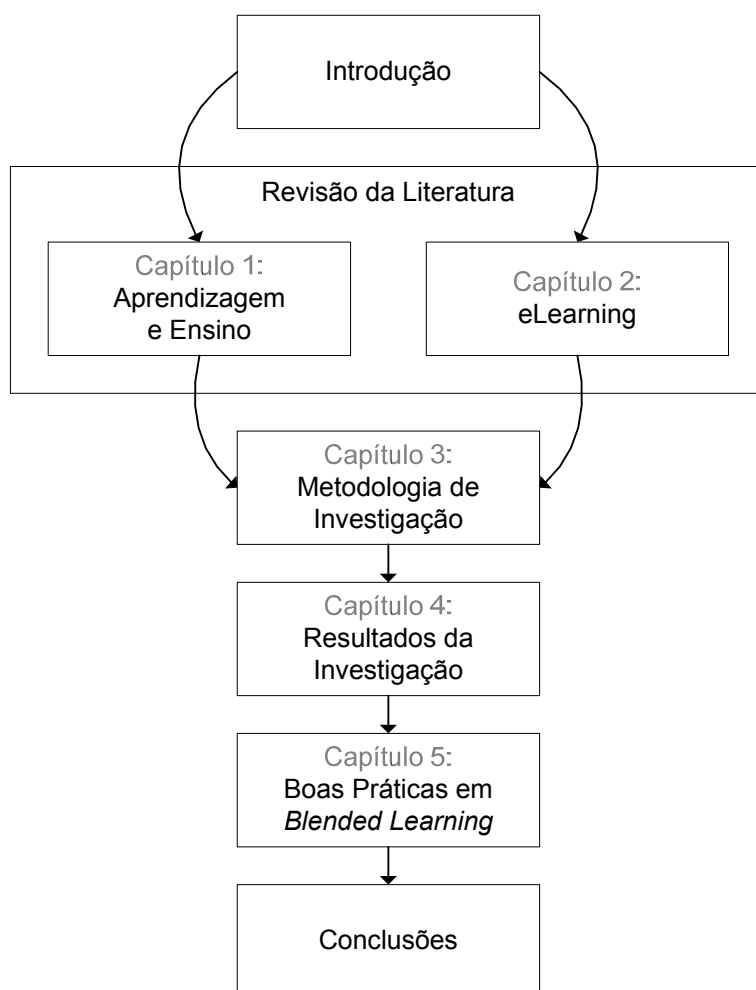 Introdução
Revisão da Literatura
Capítulo 1:
Aprendizagem
e Ensino
Capítulo 2:
eLearning
Capítulo 3:
Metodologia de
Investigação
Capítulo 4:
Resultados da
Investigação
Capítulo 5:
Boas Práticas em
Blended Learning
Conclusões